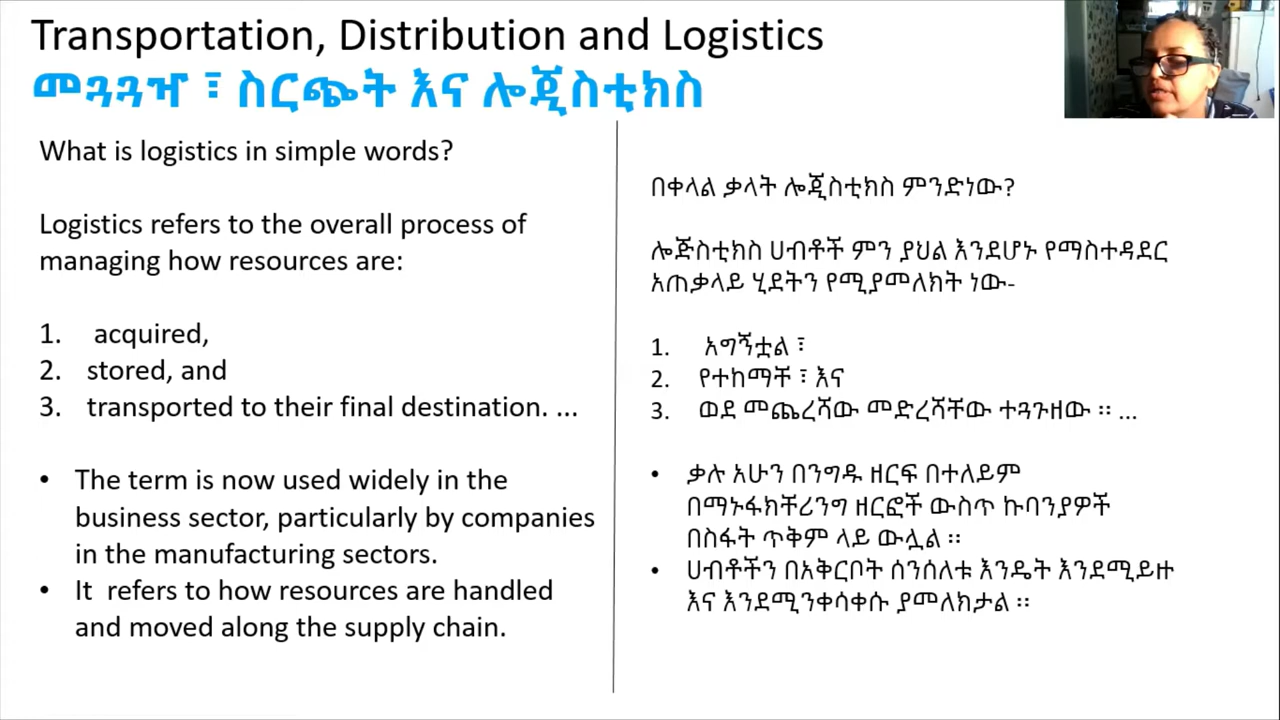 Transportation, Distribution and Logistics
መጓጓዣ ፣ ስርጭት እና ሎጂስቲክስ
What is logistics in simple words?
Logistics refers to the overall process of
managing how resources are:
1. acquired,
2. stored, and
3. transported to their final destination. ...
• The term is now used widely in the
business sector, particularly by companies
in the manufacturing sectors.
• It refers to how resources are handled
and moved along the supply chain.
በቀላል ቃላት ሎጂስቲክስ ምንድነው?
ሎጅስቲክስ ሀብቶች ምን ያህል እንደሆኑ የማስተዳደር
አጠቃላይ ሂደትን የሚያመለክት ነው-
1. አግኝቷል ፣
2. የተከማቸ ፣ እና
3. ወደ መጨረሻው መድረሻቸው ተጓጉዘው ፡፡ ...
• ቃሉ አሁን በንግዱ ዘርፍ በተለይም
በማኑፋክቸሪንግ ዘርፎች ውስጥ ኩባንያዎች
በስፋት ጥቅም ላይ ውሏል ፡፡
• ሀብቶችን በአቅርቦት ሰንሰለቱ እንዴት እንደሚይዙ
እና እንደሚንቀሳቀሱ ያመለክታል ፡፡